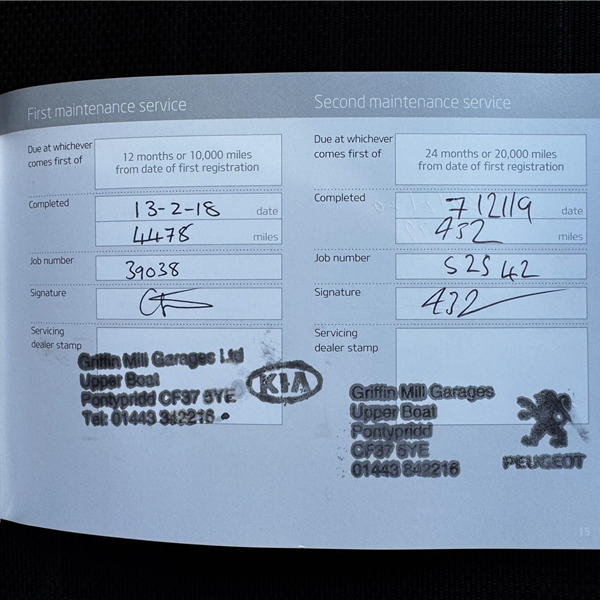 First maintenance service
Due at whichever
comes first of
12 months or 10,000 miles
from date of first registration
Completed
13-2-18 date
4478 miles
Job number
39038
Signature
Servicing
dealer stamp
Griffin Mill Garages Ltd
Upper Boat
Pontypridd CF37 5YE
Tel: 01443 842216
KIA
Second maintenance service
Due at whichever
comes first of
24 months or 20,000 miles
from date of first registration
Completed
7/2/19 date
432 miles
Job number
S2542
Signature
432
Servicing
dealer stamp
Griffin Mill Garages
Upper Boat
Pontypridd
CF37 5YE
01443 842216
PEUGEOT
15